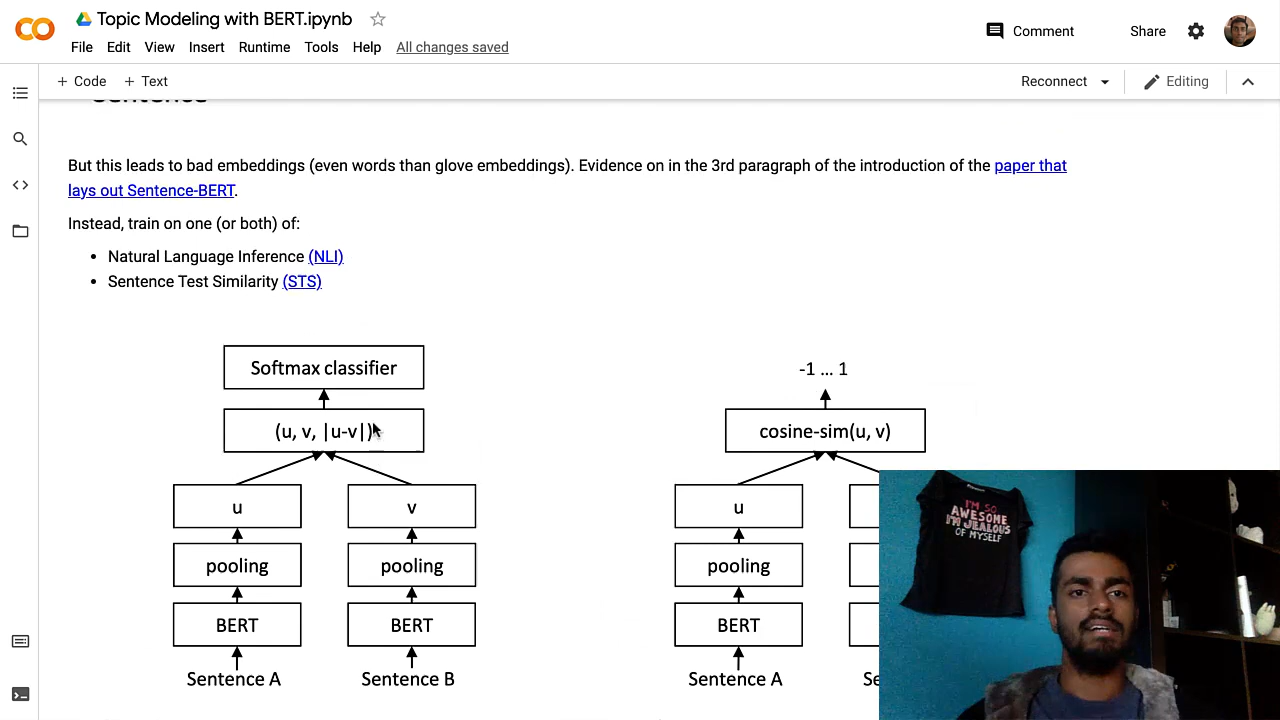 Topic Modeling with BERT.ipynb
File Edit View Insert Runtime Tools Help All changes saved
Comment Share
+ Code + Text
Reconnect Editing
Sentence
But this leads to bad embeddings (even words than glove embeddings). Evidence on in the 3rd paragraph of the introduction of the paper that
lays out Sentence-BERT.
Instead, train on one (or both) of:
• Natural Language Inference (NLI)
• Sentence Test Similarity (STS)
Softmax classifier
(u, v, |u-v|)
u v
pooling pooling
BERT BERT
Sentence A Sentence B
-1 ... 1
cosine-sim(u, v)
u
pooling
BERT
Sentence A Se
I'M SO
AWESOME
I'M JEALOUS
OF MYSELF